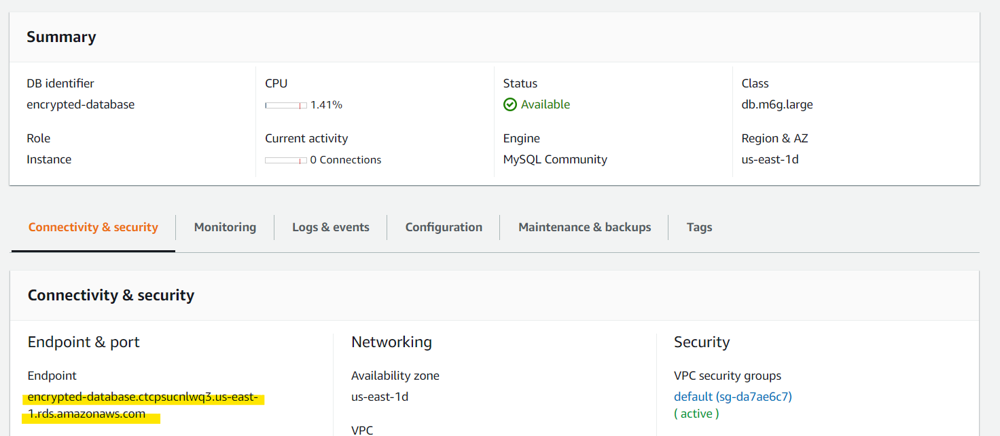 Summary
DB identifier
encrypted-database
CPU
1.41%
Status
Available
Class
db.m6g.large
Role
Instance
Current activity
0 Connections
Engine
MySQL Community
Region & AZ
us-east-1d
Connectivity & security
Monitoring
Logs & events
Configuration
Maintenance & backups
Tags
Connectivity & security
Endpoint & port
Endpoint
encrypted-database.ctcpsucnlwq3.us-east-
1.rds.amazonaws.com
Networking
Availability zone
us-east-1d
VPC
Security
VPC security groups
default (sg-da7ae6c7)
( active )